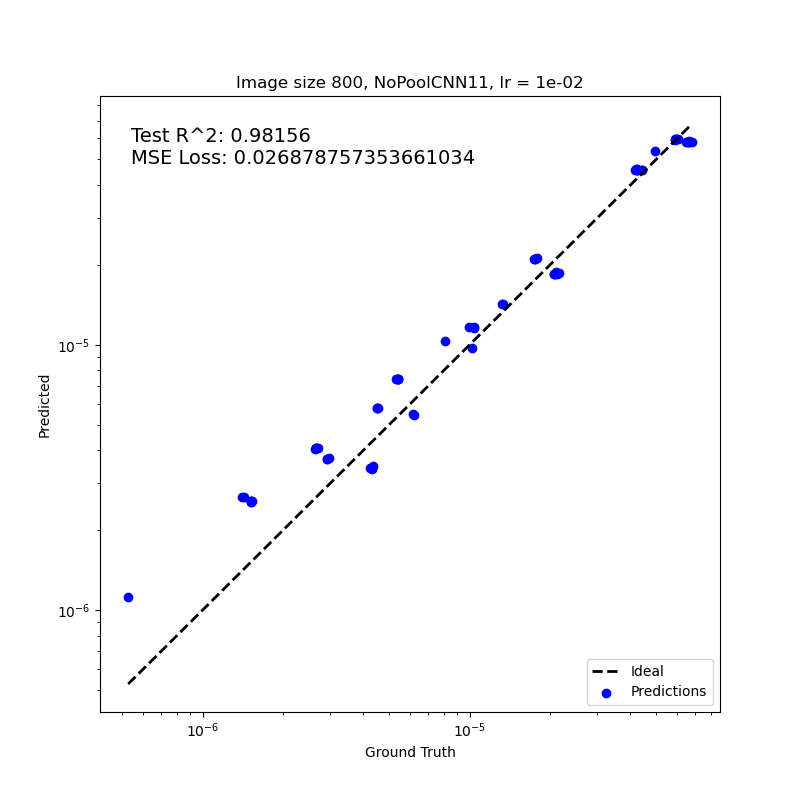 Image size 800, NoPoolCNN11, lr = 1e-02
Test R^2: 0.98156
MSE Loss: 0.026878757353661034
10⁻⁵
10⁻⁶
Predicted
10⁻⁶ 10⁻⁵
Ground Truth
Ideal
Predictions